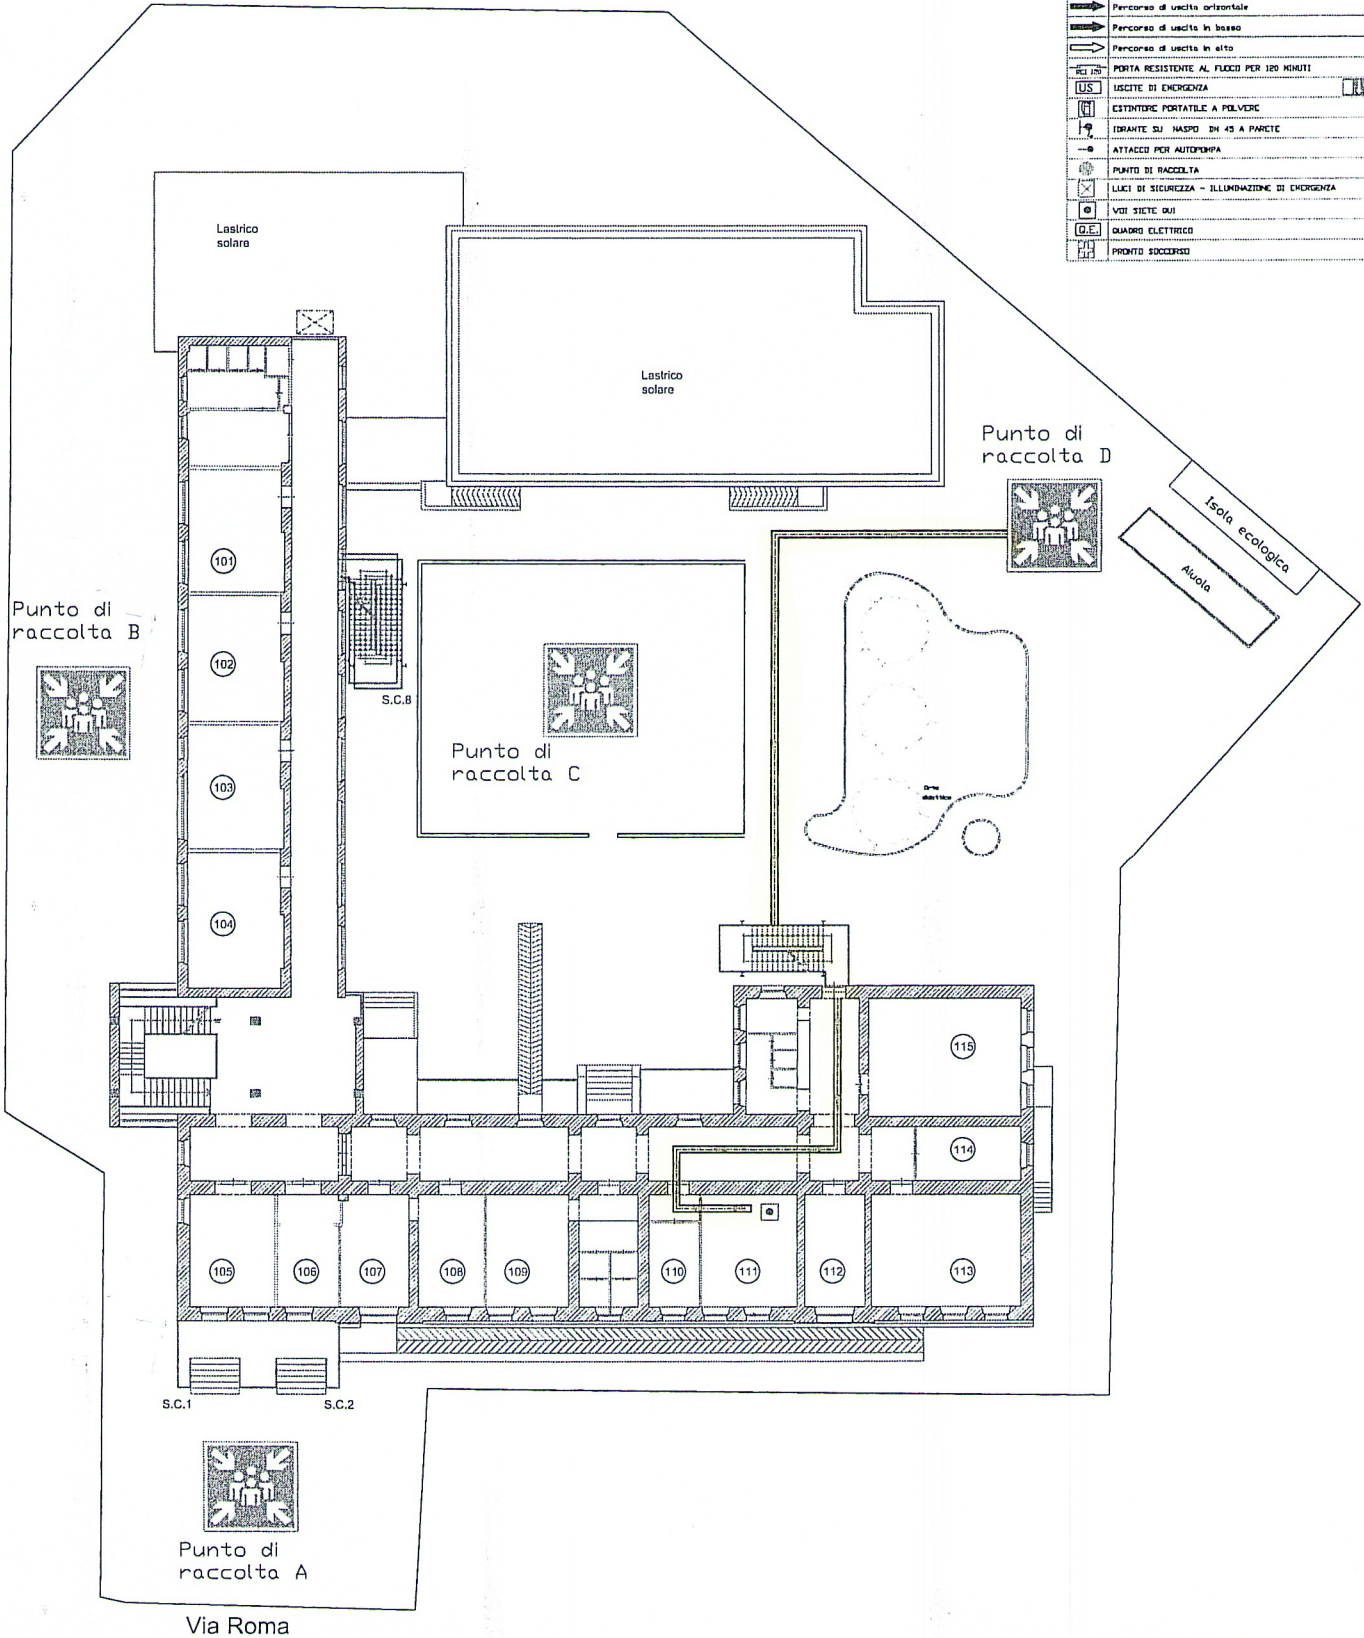 Percorso di uscita orizontale
Percorso di uscita in basso
Percorso di uscita in alto
REI 120 PORTA RESISTENTE AL FUOCO PER 120 MINUTI
US USCITE DI EMERGENZA
ESTINTORE PORTATILE A POLVERE
IDRANTE SU NASPO DN 45 A PARETE
ATTACCO PER AUTOPOMPA
PUNTO DI RACCOLTA
LUCI DI SICUREZZA - ILLUMINAZIONE DI EMERGENZA
VOI SIETE QUI
Q.E. QUADRO ELETTRICO
PRONTO SOCCORSO
Lastrico
solare
Lastrico
solare
Punto di
raccolta D
Isola ecologica
Aiuola
101
Punto di
raccolta B
102
S.C.B
Punto di
raccolta C
103
Orto
didattico
104
115
114
105
106
107
108
109
110
111
112
113
S.C.1
S.C.2
Punto di
raccolta A
Via Roma